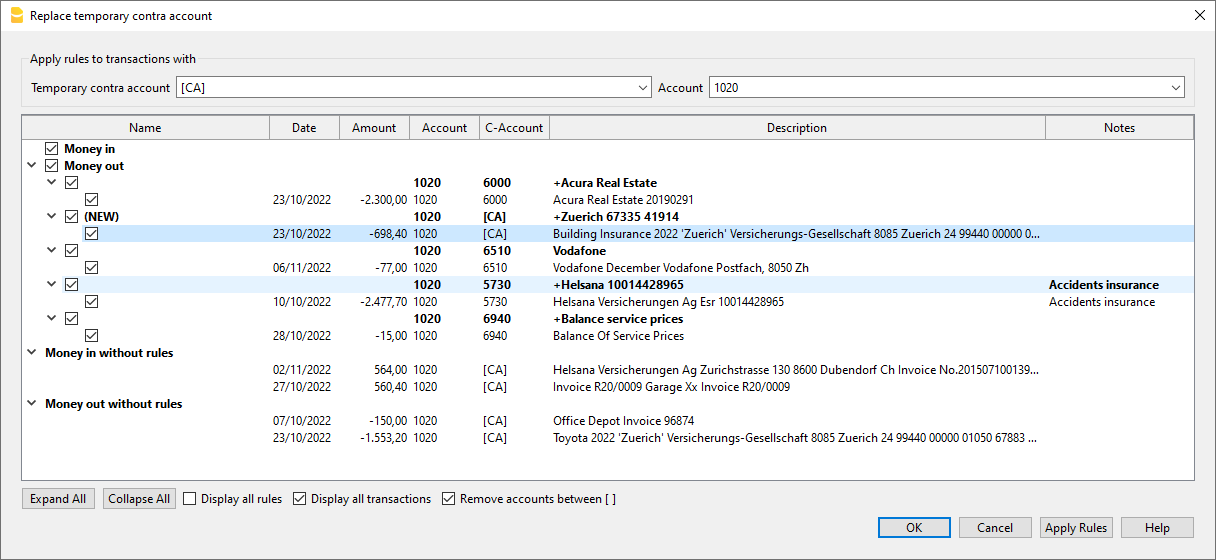 Replace temporary contra account
Apply rules to transactions with
Temporary contra account [CA] Account 1020
Name Date Amount Account C-Account Description Notes
Money in
Money out
1020 6000 +Acura Real Estate
23/10/2022 -2.300,00 1020 6000 Acura Real Estate 20190291
(NEW) 1020 [CA] +Zuerich 67335 41914
23/10/2022 -698,40 1020 [CA] Building Insurance 2022 'Zuerich' Versicherungs-Gesellschaft 8085 Zuerich 24 99440 00000 0...
1020 6510 Vodafone
06/11/2022 -77,00 1020 6510 Vodafone December Vodafone Postfach, 8050 Zh
1020 5730 +Helsana 10014428965 Accidents insurance
10/10/2022 -2.477,70 1020 5730 Helsana Versicherungen Ag Esr 10014428965 Accidents insurance
1020 6940 +Balance service prices
28/10/2022 -15,00 1020 6940 Balance Of Service Prices
Money in without rules
02/11/2022 564,00 1020 [CA] Helsana Versicherungen Ag Zurichstrasse 130 8600 Dubendorf Ch Invoice No.201507100139...
27/10/2022 560,40 1020 [CA] Invoice R20/0009 Garage Xx Invoice R20/0009
Money out without rules
07/10/2022 -150,00 1020 [CA] Office Depot Invoice 96874
23/10/2022 -1.553,20 1020 [CA] Toyota 2022 'Zuerich' Versicherungs-Gesellschaft 8085 Zuerich 24 99440 00000 01050 67883 ...
Expand All Collapse All Display all rules Display all transactions Remove accounts between [ ]
OK Cancel Apply Rules Help